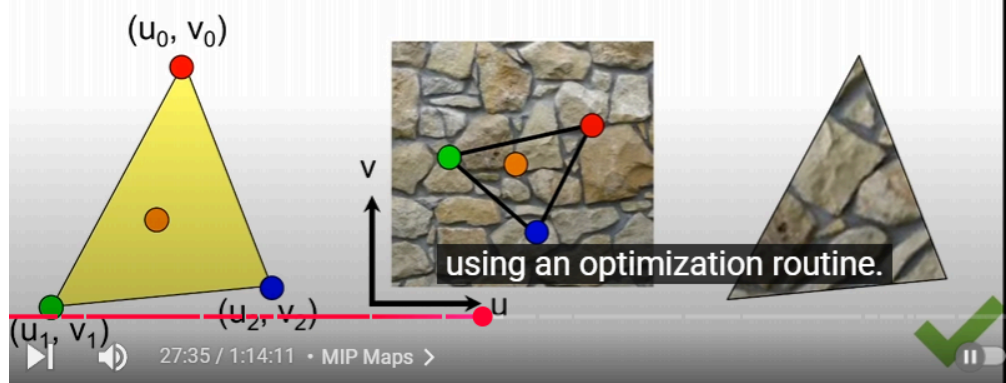 (u₀, v₀)
v
using an optimization routine.
u
(u₁, v₁)
(u₂, v₂)
27:35 / 1:14:11 • MIP Maps >